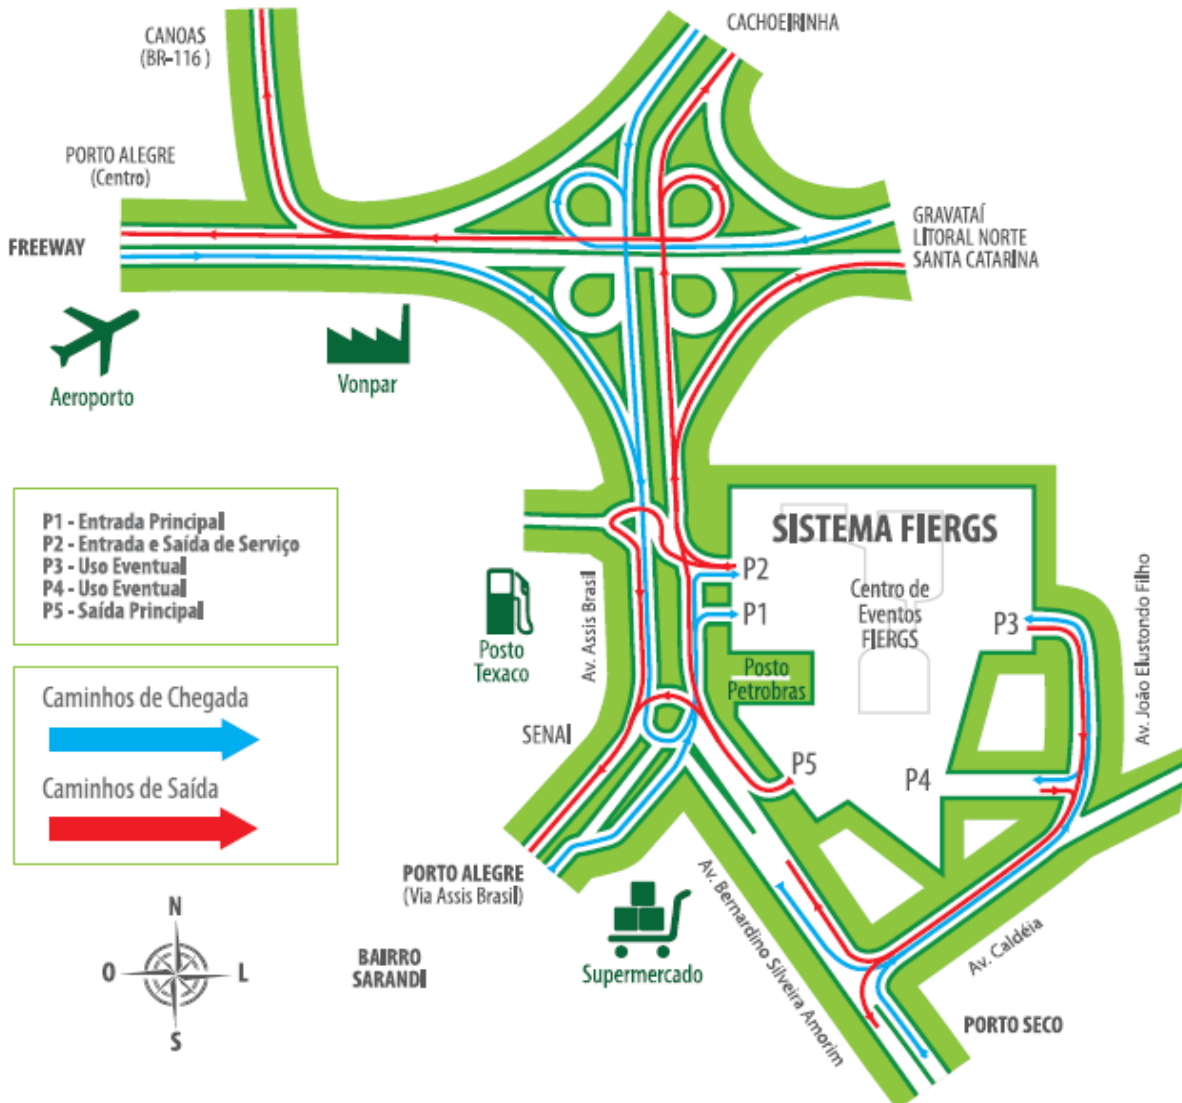 CACHOEIRINHA
CANOAS
(BR-116 )
PORTO ALEGRE
(Centro)
FREEWAY
GRAVATAÍ
LITORAL NORTE
SANTA CATARINA
Aeroporto
Vonpar
P1 - Entrada Principal
P2 - Entrada e Saída de Serviço
P3 - Uso Eventual
P4 - Uso Eventual
P5 - Saída Principal
SISTEMA FIERGS
Centro de
Eventos
FIERGS
P2
P1
P3
P4
P5
Posto
Texaco
Av. Assis Brasil
Posto
Petrobras
Av. João Elustondo Filho
SENAI
Caminhos de Chegada
Caminhos de Saída
PORTO ALEGRE
(Via Assis Brasil)
Supermercado
Av. Bernardino Silveira Amorim
Av. Caldéia
BAIRRO
SARANDI
PORTO SECO
N
O
L
S